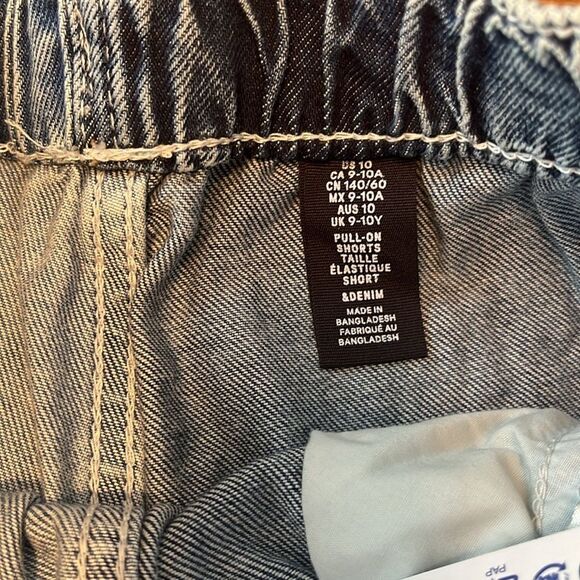 US 10
CA 9-10A
CN 140/60
MX 9-10A
AUS 10
UK 9-10Y
PULL-ON
SHORTS
TAILLE
ÉLASTIQUE
SHORT
&DENIM
MADE IN
BANGLADESH
FABRIQUÉ AU
BANGLADESH
PAP